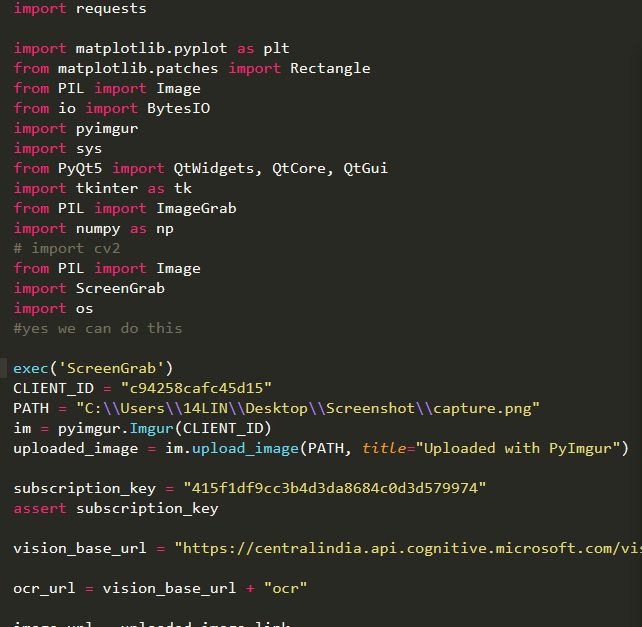 import requests
import matplotlib.pyplot as plt
from matplotlib.patches import Rectangle
from PIL import Image
from io import BytesIO
import pyimgur
import sys
from PyQt5 import QtWidgets, QtCore, QtGui
import tkinter as tk
from PIL import ImageGrab
import numpy as np
# import cv2
from PIL import Image
import ScreenGrab
import os
#yes we can do this
exec('ScreenGrab')
CLIENT_ID = "c94258cafc45d15"
PATH = "C:\\Users\\14LIN\\Desktop\\Screenshot\\capture.png"
im = pyimgur.Imgur(CLIENT_ID)
uploaded_image = im.upload_image(PATH, title="Uploaded with PyImgur")
subscription_key = "415f1df9cc3b4d3da8684c0d3d579974"
assert subscription_key
vision_base_url = "https://centralindia.api.cognitive.microsoft.com/vis
ocr_url = vision_base_url + "ocr"
image_url = uploaded_image.link